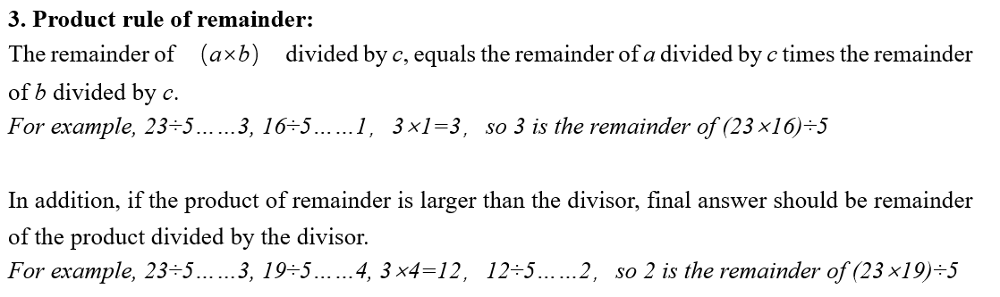 3. Product rule of remainder:
The remainder of (a×b) divided by c, equals the remainder of a divided by c times the remainder
of b divided by c.
For example, 23÷5……3, 16÷5……1, 3×1=3, so 3 is the remainder of (23×16)÷5
In addition, if the product of remainder is larger than the divisor, final answer should be remainder
of the product divided by the divisor.
For example, 23÷5……3, 19÷5……4, 3×4=12, 12÷5……2, so 2 is the remainder of (23×19)÷5